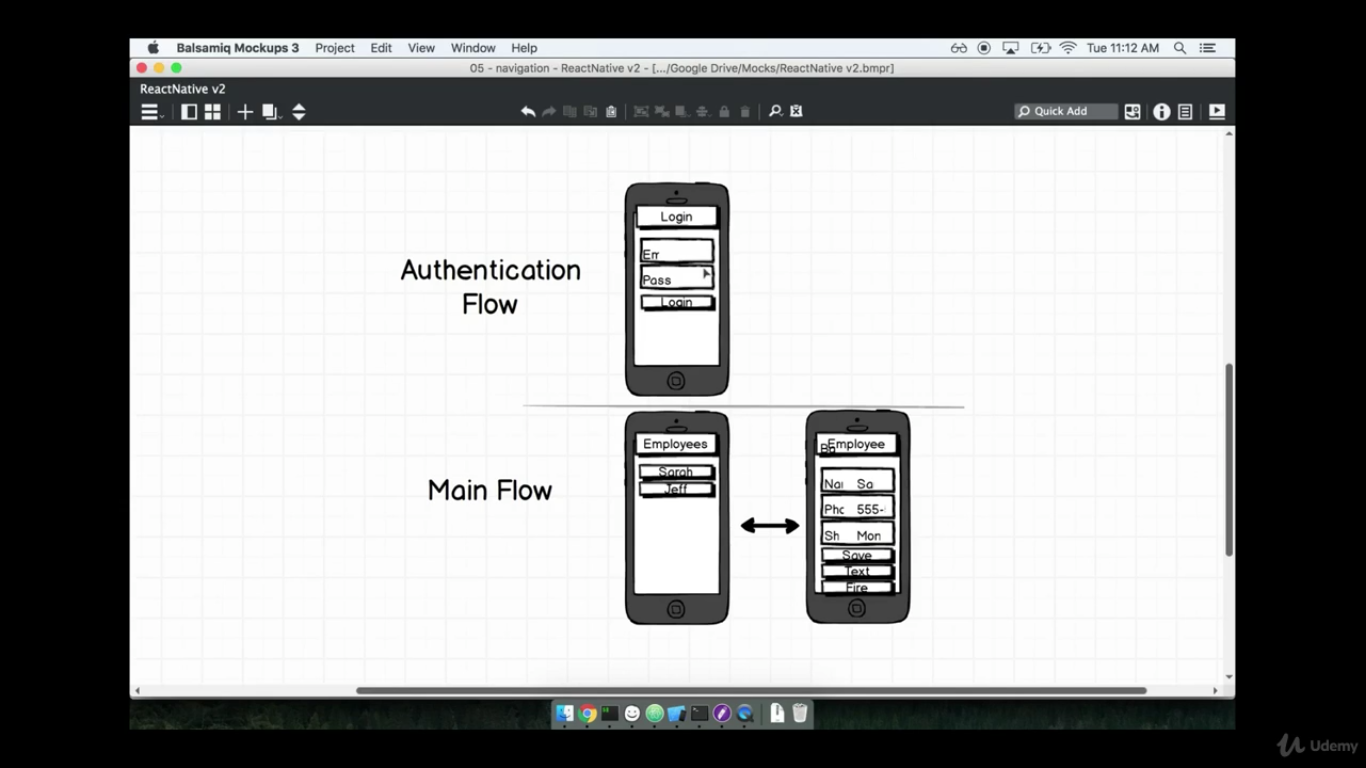 Balsamiq Mockups 3 Project Edit View Window Help Tue 11:12 AM
05 - navigation - ReactNative v2 - [.../Google Drive/Mocks/ReactNative v2.bmpr]
ReactNative v2
Quick Add
Login
Em
Pass
Login
Authentication
Flow
Employees
Sarah
Jeff
Main Flow
Employee
Ba
Nai Sa
Pho 555-
Sh Mon
Save
Text
Fire
Udemy